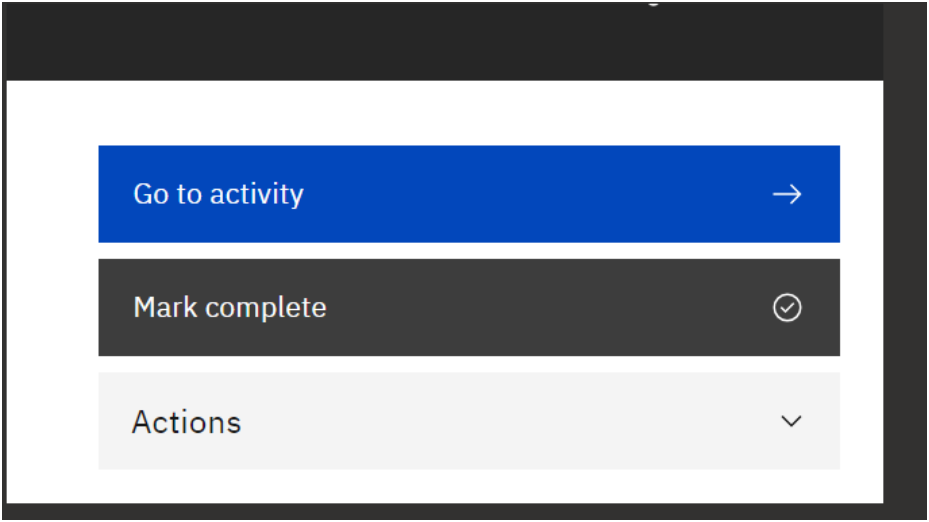 Go to activity
Mark complete
Actions